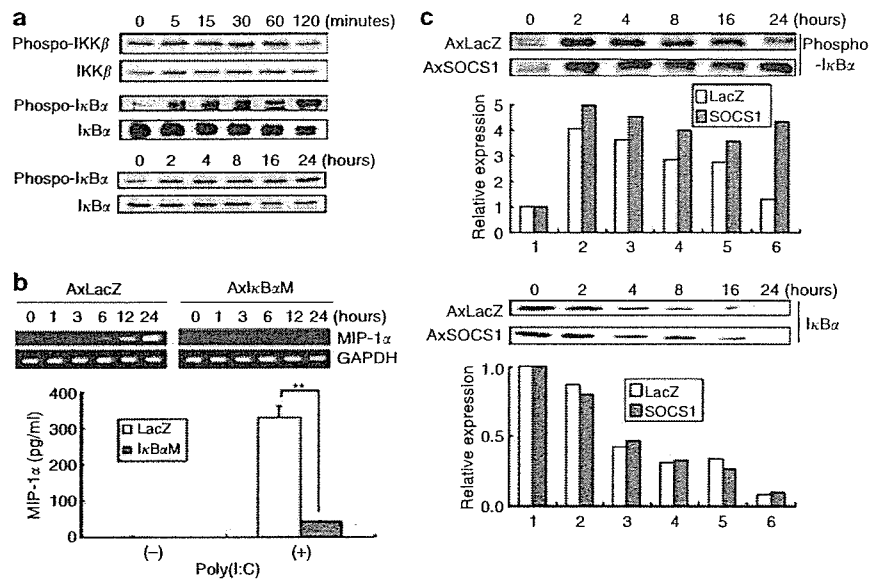 a
0 5 15 30 60 120 (minutes)
Phospo-IKKβ
IKKβ
Phospo-IκBα
IκBα
0 2 4 8 16 24 (hours)
Phospo-IκBα
IκBα
b
AxLacZ AxIκBαM
0 1 3 6 12 24 0 1 3 6 12 24 (hours)
MIP-1α
GAPDH
**
400
300
200
100
0
MIP-1α (pg/ml)
LacZ
IκBαM
(–) (+)
Poly(I:C)
c
0 2 4 8 16 24 (hours)
AxLacZ
AxSOCS1
Phospho
-IκBα
5
4
3
2
1
0
Relative expression
LacZ
SOCS1
1 2 3 4 5 6
0 2 4 8 16 24 (hours)
AxLacZ
AxSOCS1
IκBα
1.0
0.5
0.0
Relative expression
LacZ
SOCS1
1 2 3 4 5 6